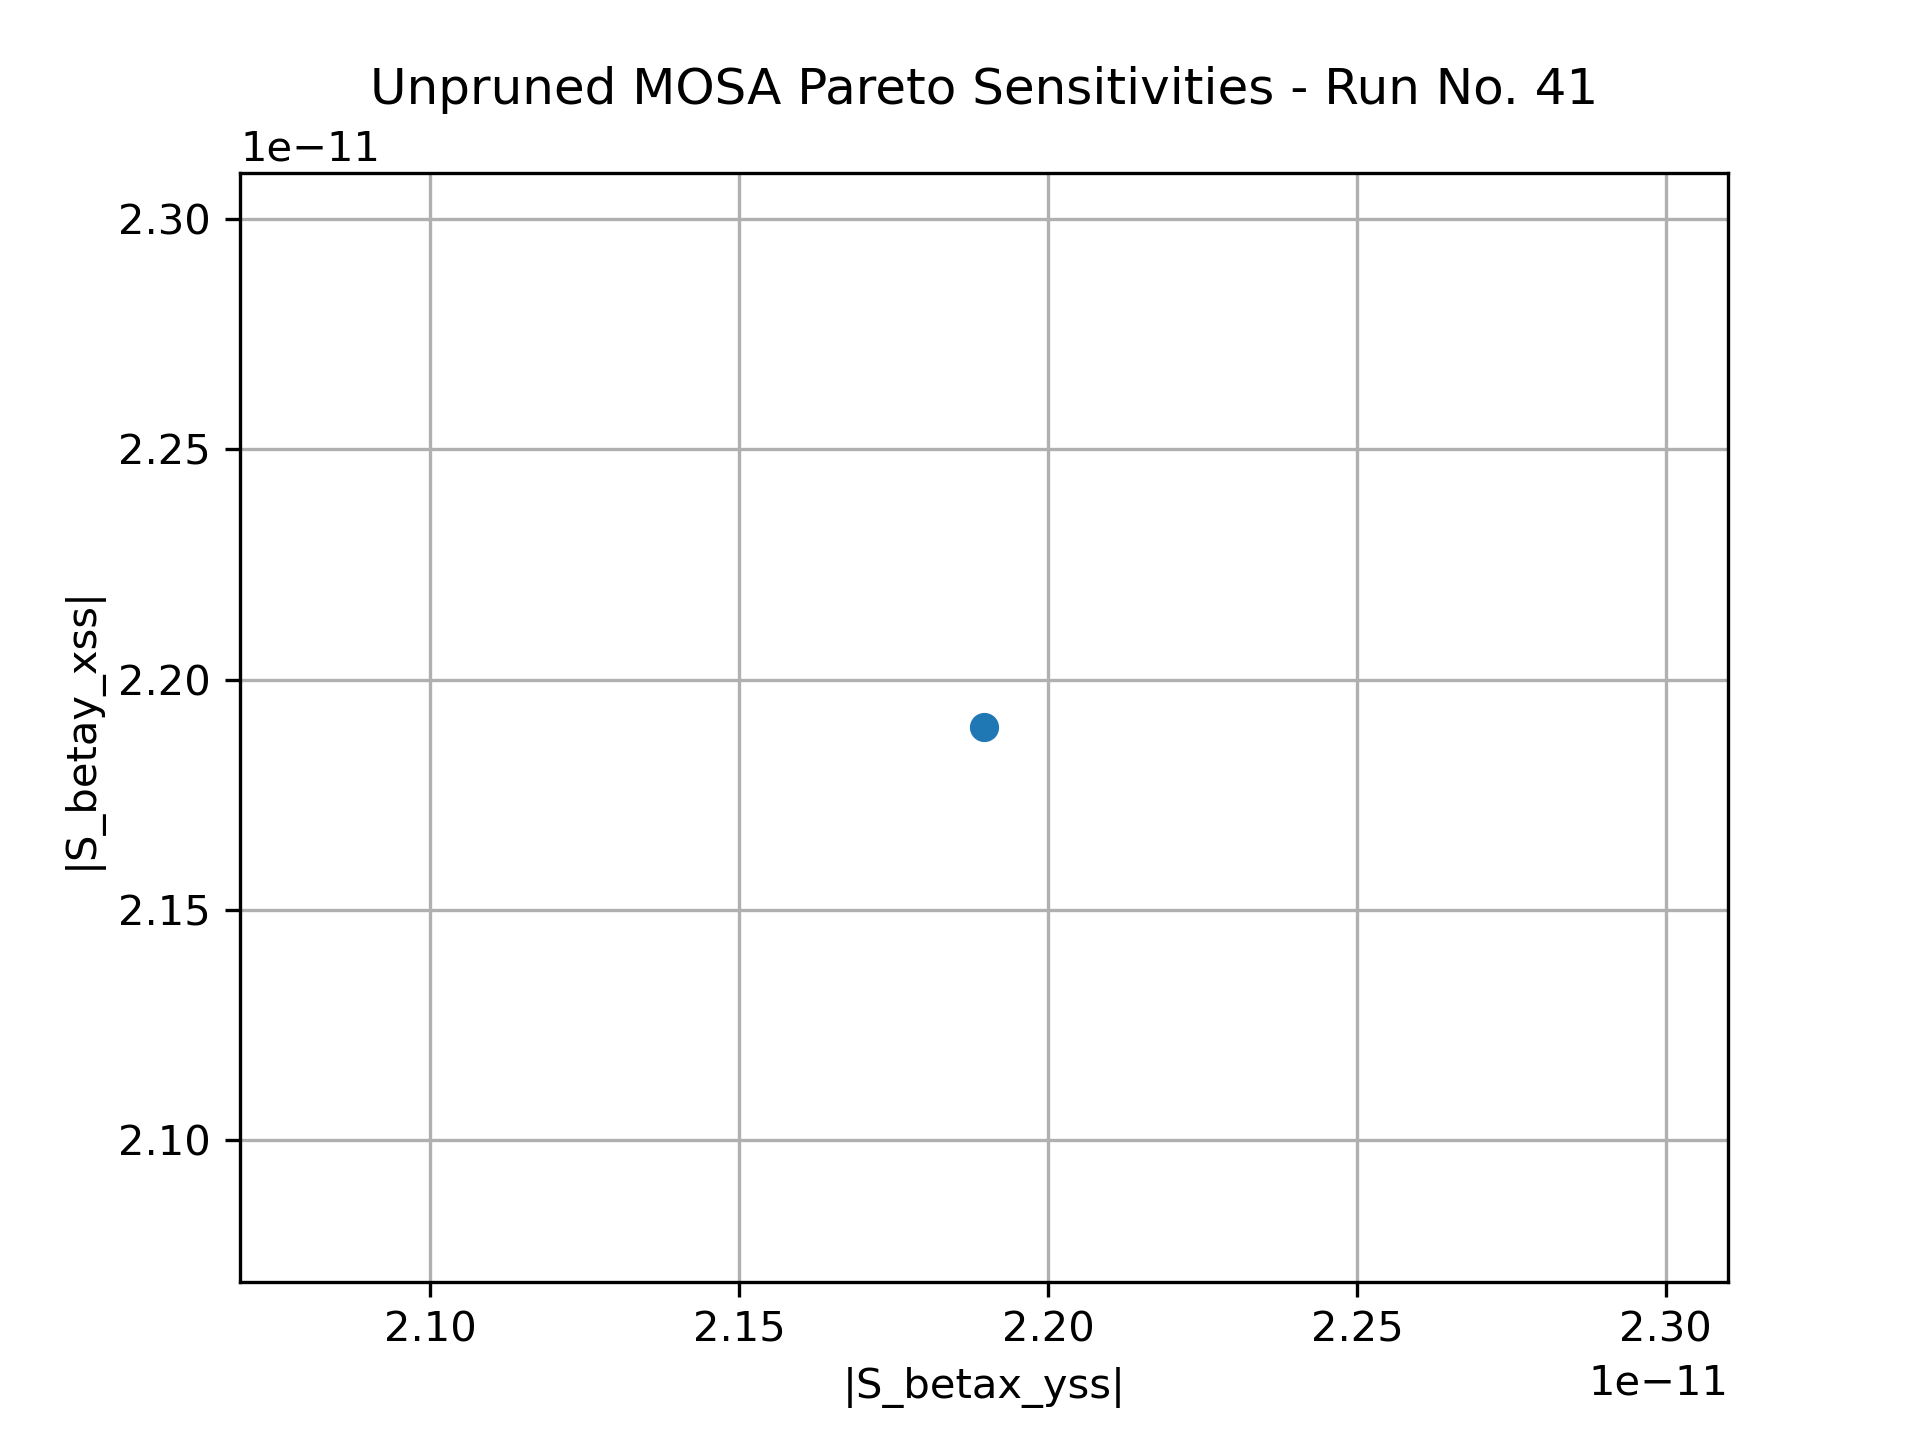 Unpruned MOSA Pareto Sensitivities - Run No. 41
1e−11
2.30
2.25
2.20
2.15
2.10
|S_betay_xss|
2.10 2.15 2.20 2.25 2.30
|S_betax_yss|
1e−11